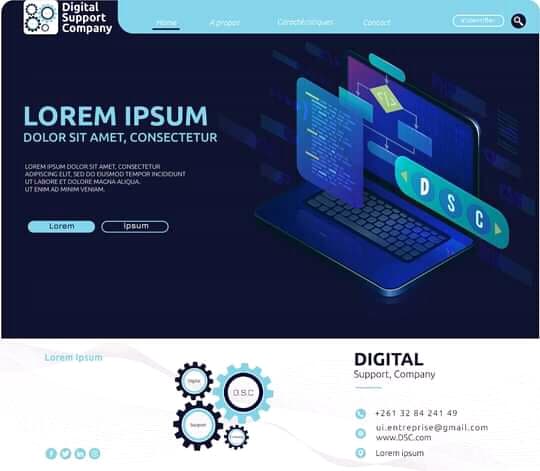 Digital
Support
Company
Home A propos Caractéristiques Contact S'identifier
LOREM IPSUM
DOLOR SIT AMET, CONSECTETUR
LOREM IPSUM DOLOR SIT AMET, CONSECTETUR
ADIPISCING ELIT, SED DO EIUSMOD TEMPOR INCIDIDUNT
UT LABORE ET DOLORE MAGNA ALIQUA.
UT ENIM AD MINIM VENIAM.
Lorem Ipsum
D S C
Lorem Ipsum
Digital
D.S.C
Support
DIGITAL
Support, Company
+261 32 84 241 49
ui.entreprise@gmail.com
www.DSC.com
Lorem ipsum